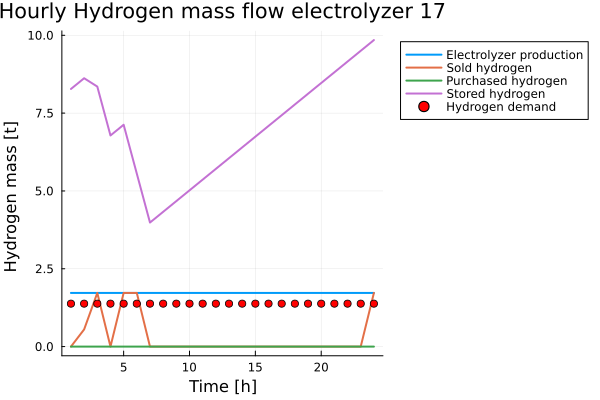 Hourly Hydrogen mass flow electrolyzer 17
10.0
7.5
5.0
2.5
0.0
Hydrogen mass [t]
5
10
15
20
Time [h]
Electrolyzer production
Sold hydrogen
Purchased hydrogen
Stored hydrogen
Hydrogen demand